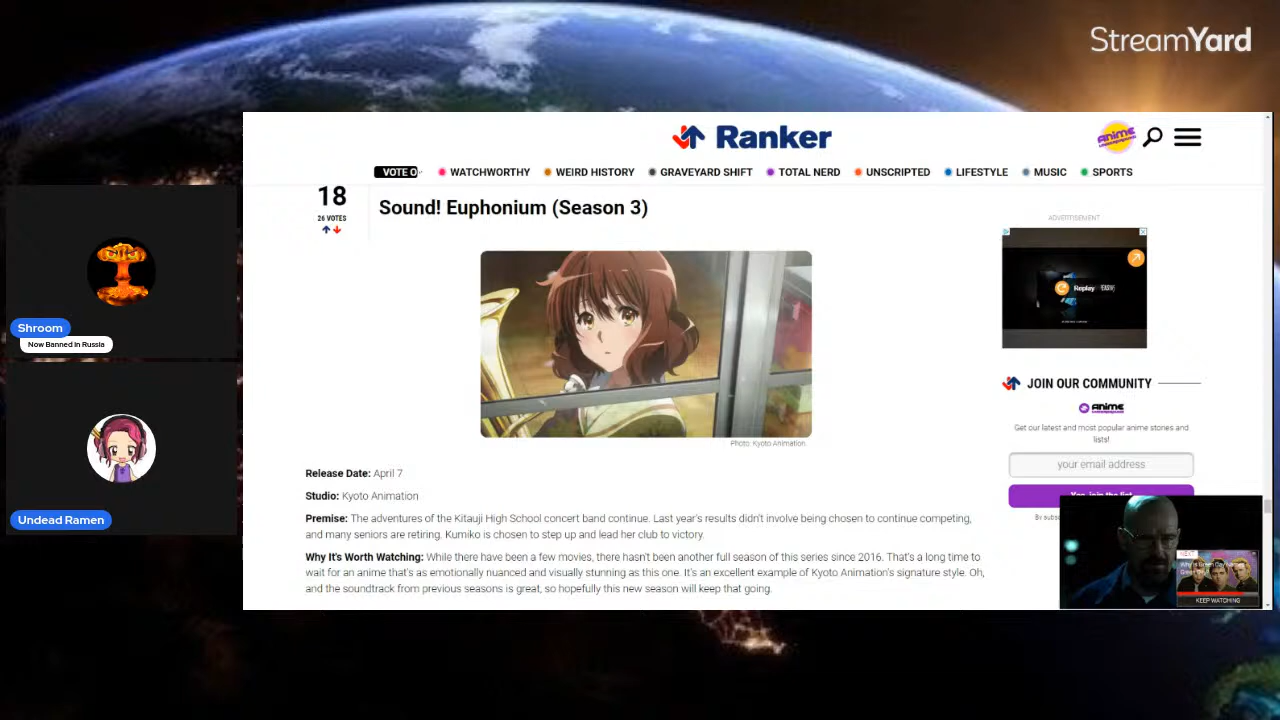 StreamYard
Ranker
anime
VOTE O
WATCHWORTHY
WEIRD HISTORY
GRAVEYARD SHIFT
TOTAL NERD
UNSCRIPTED
LIFESTYLE
MUSIC
SPORTS
18
26 VOTES
Sound! Euphonium (Season 3)
Photo: Kyoto Animation
Release Date: April 7
Studio: Kyoto Animation
Premise: The adventures of the Kitauji High School concert band continue. Last year's results didn't involve being chosen to continue competing,
and many seniors are retiring. Kumiko is chosen to step up and lead her club to victory.
Why It's Worth Watching: While there have been a few movies, there hasn't been another full season of this series since 2016. That's a long time to
wait for an anime that's as emotionally nuanced and visually stunning as this one. It's an excellent example of Kyoto Animation's signature style. Oh,
and the soundtrack from previous seasons is great, so hopefully this new season will keep that going.
ADVERTISEMENT
Replay
JOIN OUR COMMUNITY
anime
Get our latest and most popular anime stories and
lists!
your email address
Yes, join the list
By
NEXT
KEEP WATCHING
Shroom
Now Banned in Russia
Undead Ramen